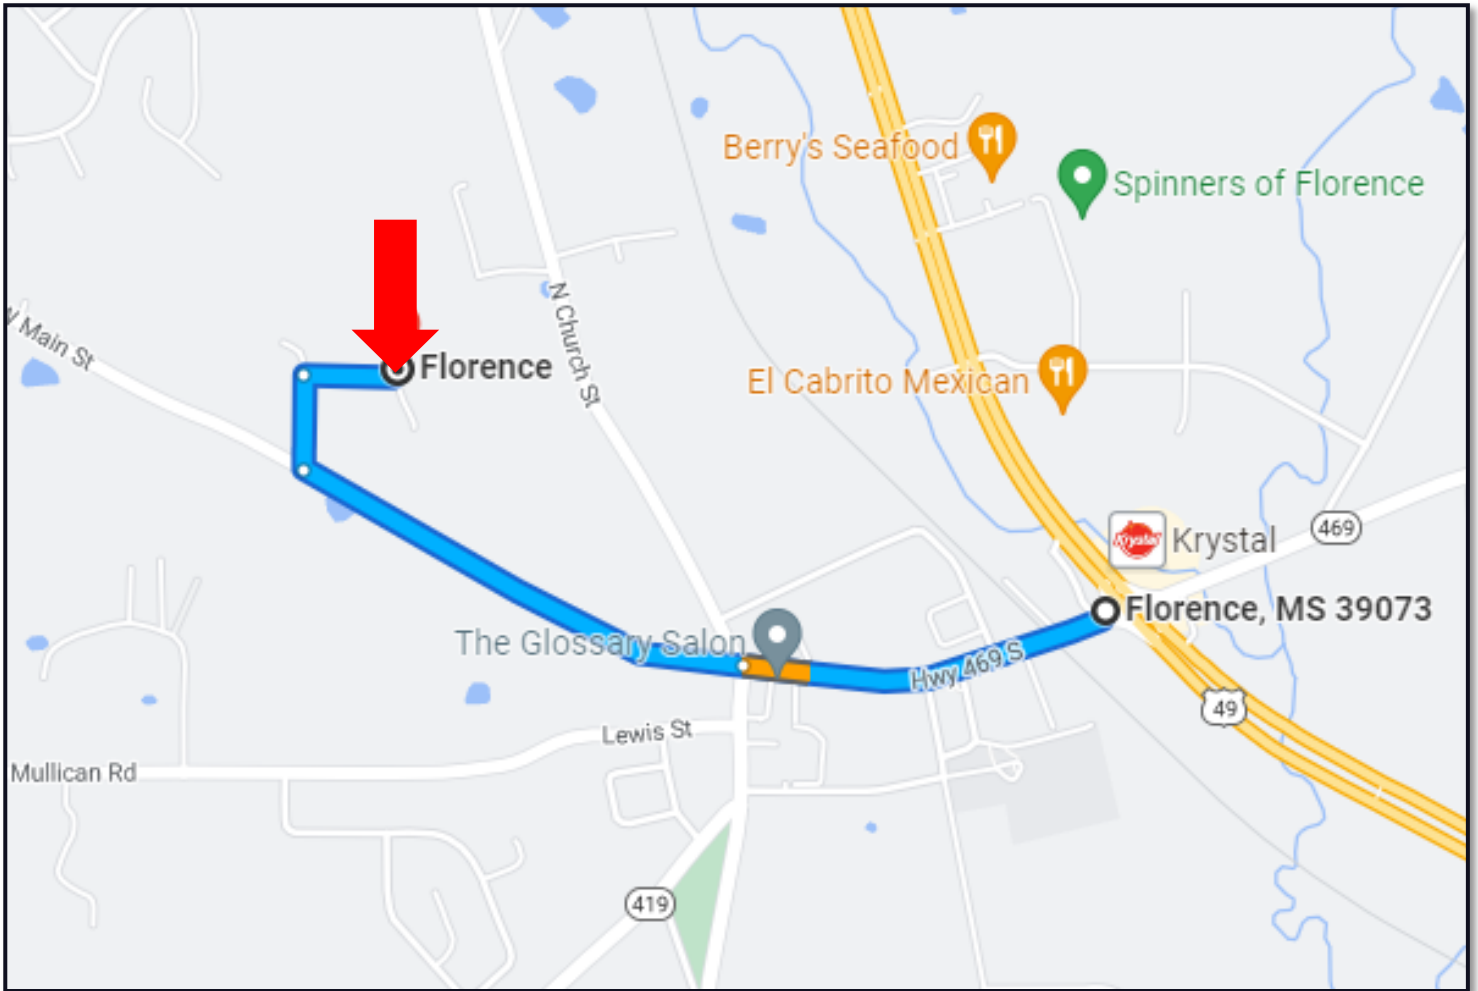 Berry's Seafood
Spinners of Florence
N Church St
Main St
Florence
El Cabrito Mexican
Krystal
Krystal
469
Florence, MS 39073
The Glossary Salon
Hwy 469 S
49
Lewis St
Mullican Rd
419